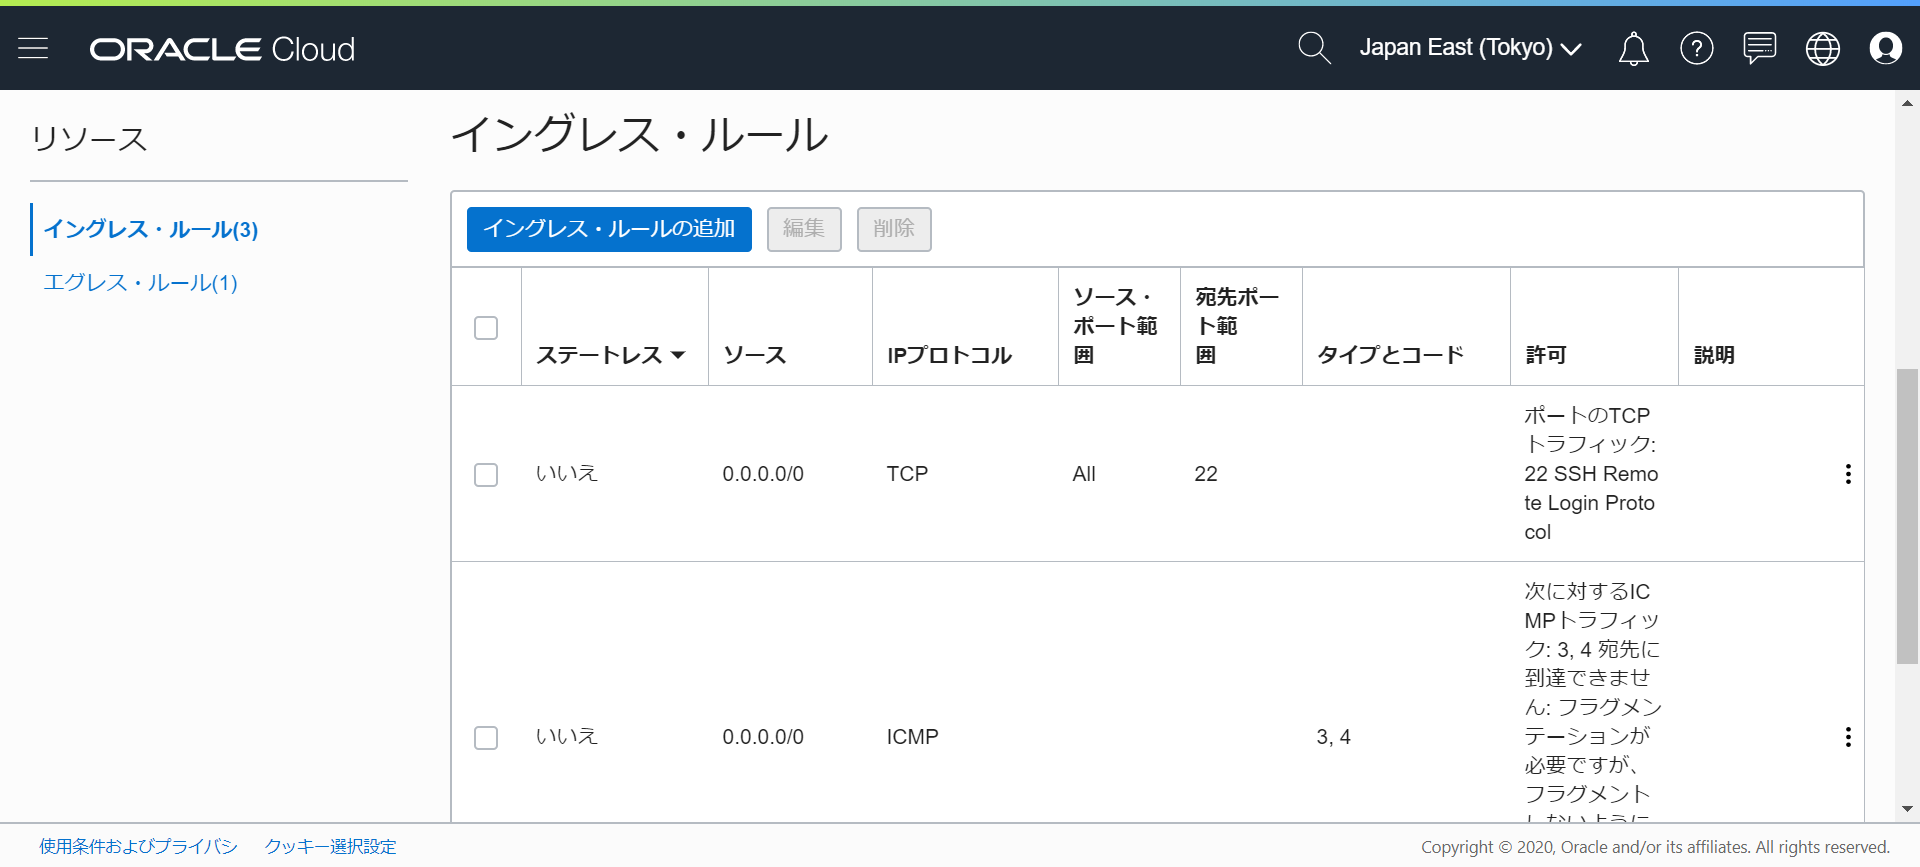 ORACLE Cloud
Japan East (Tokyo)
リソース
イングレス・ルール(3)
エグレス・ルール(1)
イングレス・ルール
イングレス・ルールの追加
編集
削除
ステートレス
ソース
IPプロトコル
ソース・
ポート範
囲
宛先ポー
ト範
囲
タイプとコード
許可
説明
いいえ
0.0.0.0/0
TCP
All
22
ポートのTCP
トラフィック:
22 SSH Remo
te Login Proto
col
いいえ
0.0.0.0/0
ICMP
3, 4
次に対するIC
MPトラフィッ
ク: 3, 4 宛先に
到達できませ
ん: フラグメン
テーションが
必要ですが、
フラグメント
しないように
使用条件およびプライバシ
クッキー選択設定
Copyright © 2020, Oracle and/or its affiliates. All rights reserved.